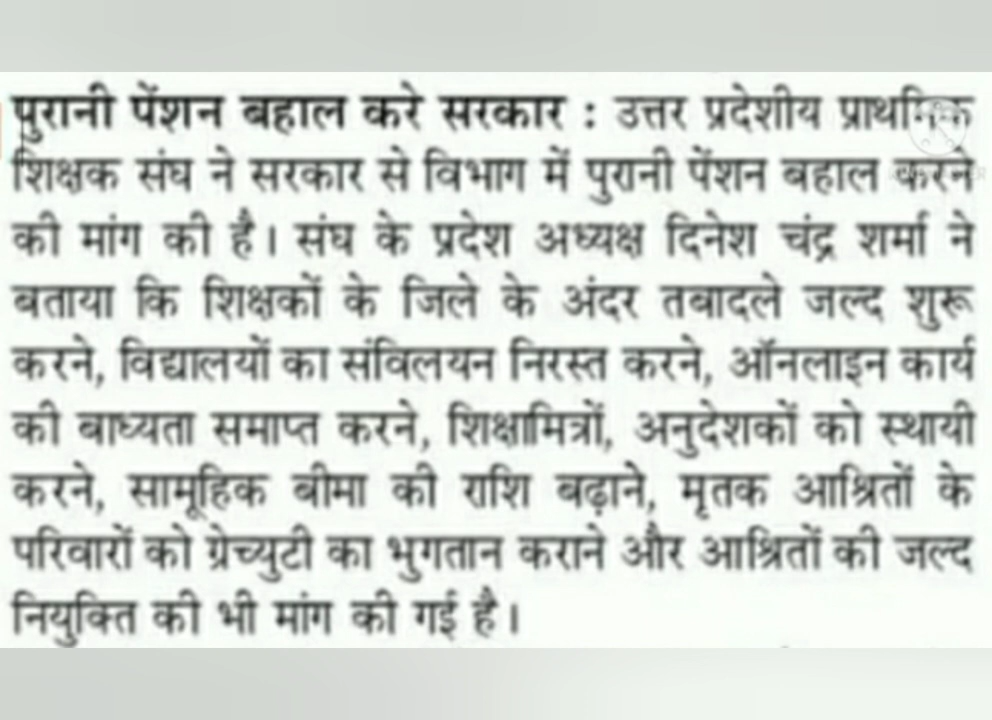 पुरानी पेंशन बहाल करे सरकार : उत्तर प्रदेशीय प्राथमिक
शिक्षक संघ ने सरकार से विभाग में पुरानी पेंशन बहाल करने
की मांग की है। संघ के प्रदेश अध्यक्ष दिनेश चंद्र शर्मा ने
बताया कि शिक्षकों के जिले के अंदर तबादले जल्द शुरू
करने, विद्यालयों का संविलयन निरस्त करने, ऑनलाइन कार्य
की बाध्यता समाप्त करने, शिक्षामित्रों, अनुदेशकों को स्थायी
करने, सामूहिक बीमा की राशि बढ़ाने, मृतक आश्रितों के
परिवारों को ग्रेच्युटी का भुगतान कराने और आश्रितों की जल्द
नियुक्ति की भी मांग की गई है।